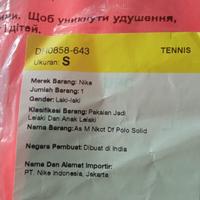 ми. Щоб уникнути удушення,
і дітей.
DH0858-643 TENNIS
Ukuran: S
Merek Barang: Nike
Jumlah Barang: 1
Gender: Laki-laki
Klasifikasi Barang: Pakaian Jadi
Lelaki Dan Anak Lelaki
Nama Barang: As M Nkct Df Polo Solid
Negara Pembuat: Dibuat di India
Nama Dan Alamat Importir:
PT. Nike Indonesia, Jakarta